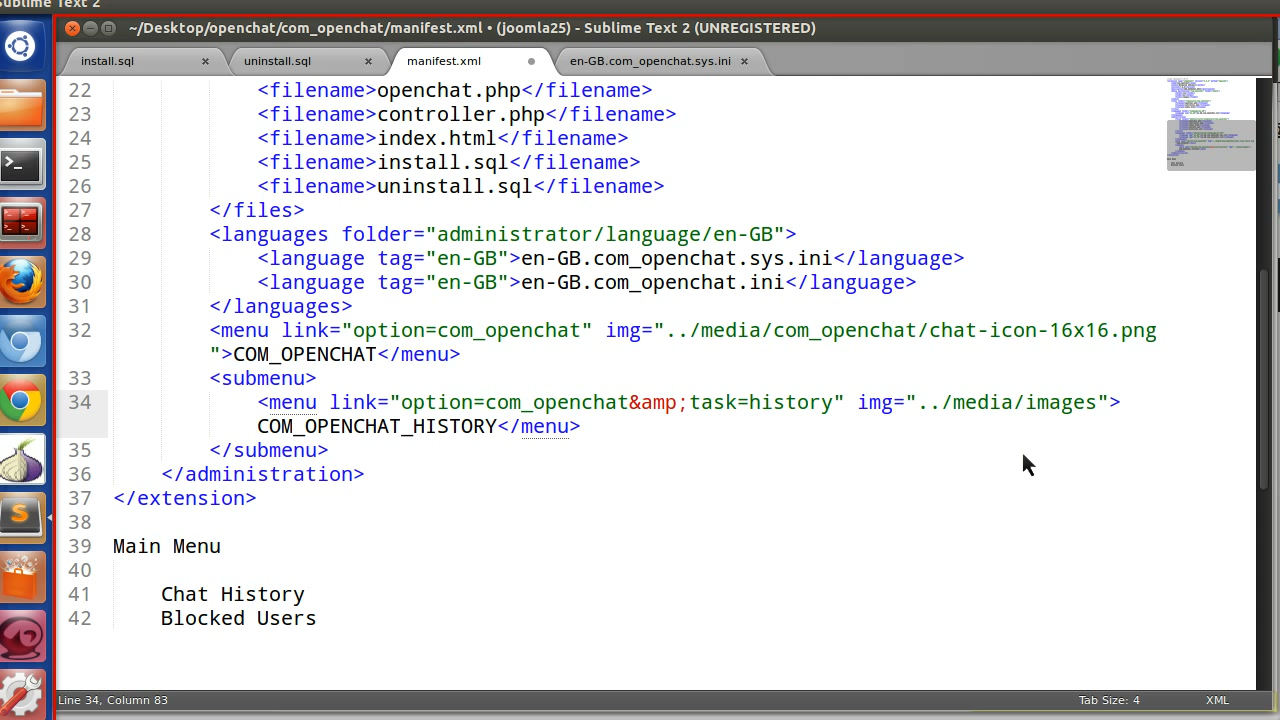 Sublime Text 2
~/Desktop/openchat/com_openchat/manifest.xml • (joomla25) - Sublime Text 2 (UNREGISTERED)
install.sql × uninstall.sql × manifest.xml en-GB.com_openchat.sys.ini ×
22 <filename>openchat.php</filename>
23 <filename>controller.php</filename>
24 <filename>index.html</filename>
25 <filename>install.sql</filename>
26 <filename>uninstall.sql</filename>
27 </files>
28 <languages folder="administrator/language/en-GB">
29 <language tag="en-GB">en-GB.com_openchat.sys.ini</language>
30 <language tag="en-GB">en-GB.com_openchat.ini</language>
31 </languages>
32 <menu link="option=com_openchat" img="../media/com_openchat/chat-icon-16x16.png
">COM_OPENCHAT</menu>
33 <submenu>
34 <menu link="option=com_openchat&amp;task=history" img="../media/images">
COM_OPENCHAT_HISTORY</menu>
35 </submenu>
36 </administration>
37 </extension>
38
39 Main Menu
40
41 Chat History
42 Blocked Users
Line 34, Column 83 Tab Size: 4 XML